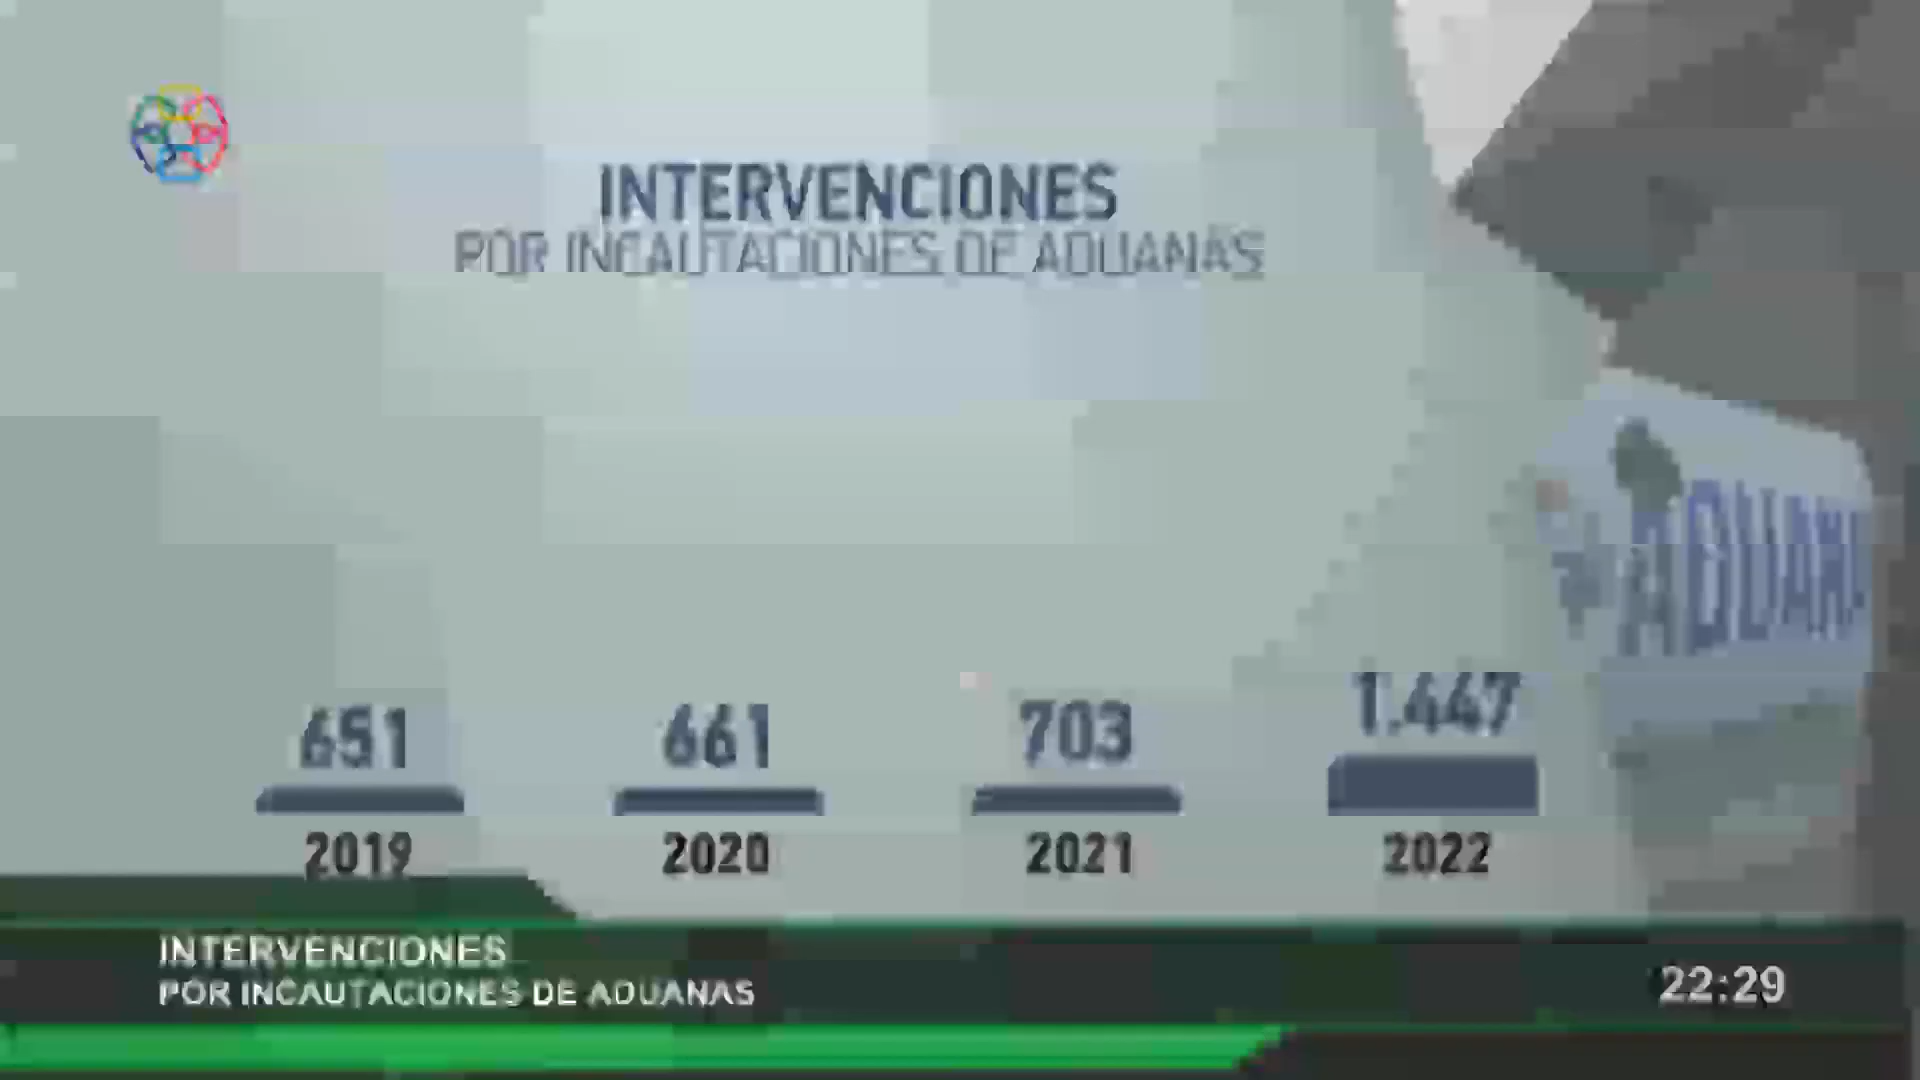 INTERVENCIONES
POR INCAUTACIONES DE ADUANAS
ADUAN
651
661
703
1.447
2019
2020
2021
2022
INTERVENCIONES
POR INCAUTACIONES DE ADUANAS
22:29